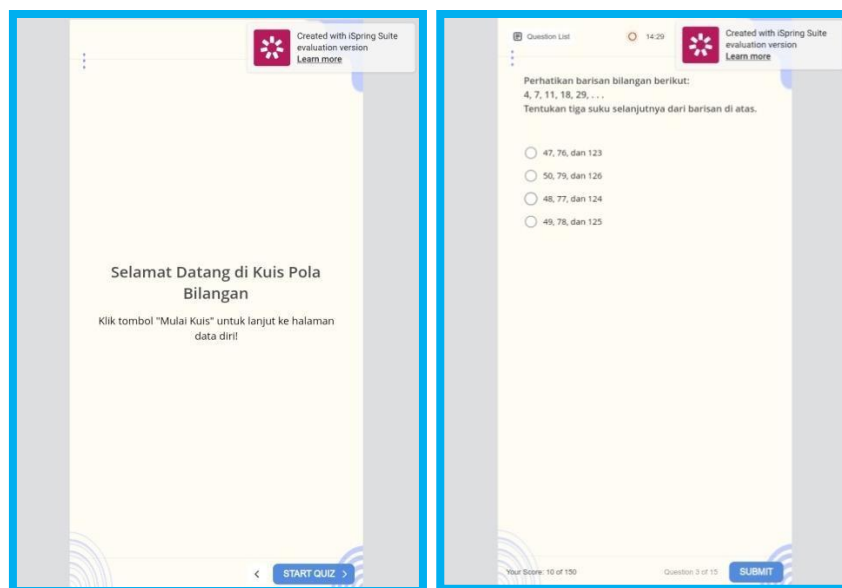 Created with iSpring Suite
evaluation version
Learn more
Selamat Datang di Kuis Pola
Bilangan
Klik tombol "Mulai Kuis" untuk lanjut ke halaman
data diri!
START QUIZ
Question List
14:29
Created with iSpring Suite
evaluation version
Learn more
Perhatikan barisan bilangan berikut:
4, 7, 11, 18, 29, . . .
Tentukan tiga suku selanjutnya dari barisan di atas.
47, 76, dan 123
50, 79, dan 126
48, 77, dan 124
49, 78, dan 125
Your Score: 10 of 150
Question 3 of 15
SUBMIT